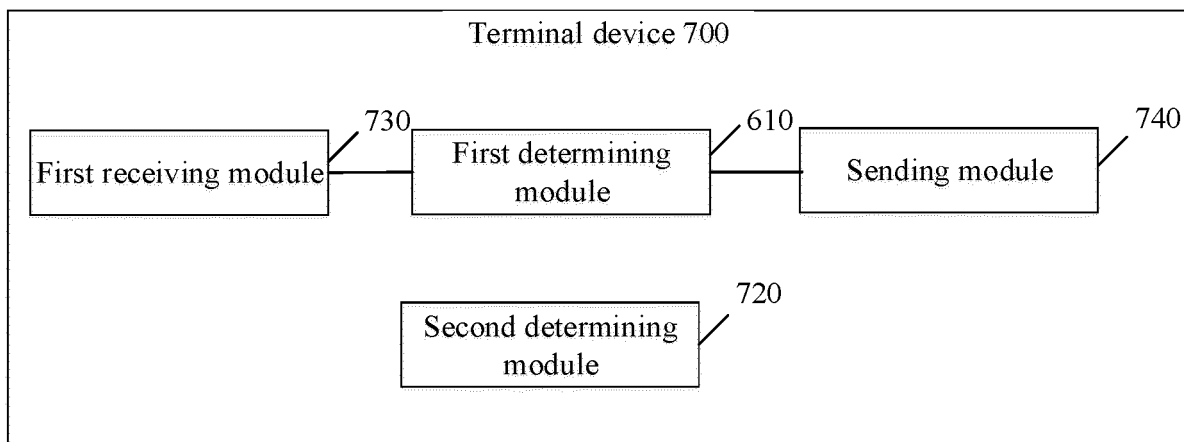 Terminal device 700
730
610
740
First receiving module
First determining
module
Sending module
720
Second determining
module